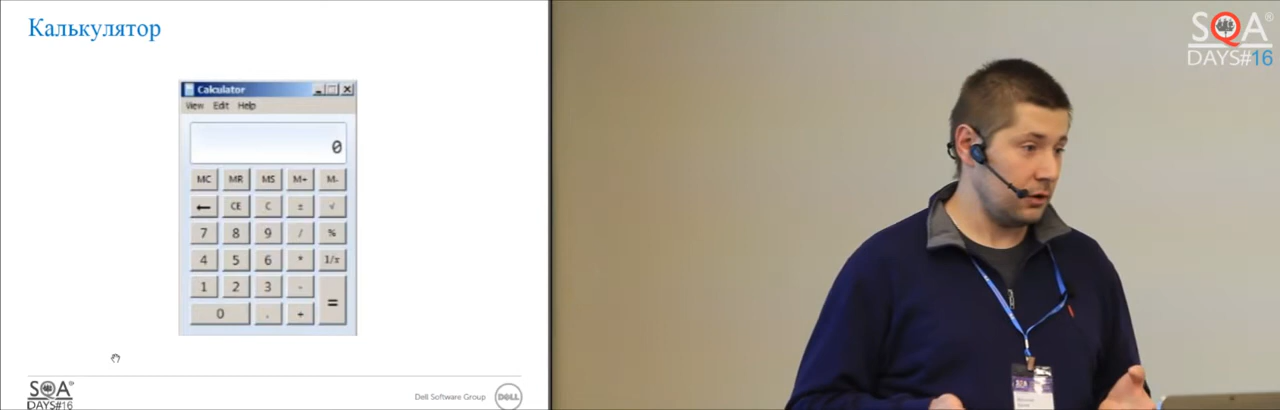 Калькулятор
Calculator
View Edit Help
0
MC MR MS M+ M-
← CE C ± √
7 8 9 / %
4 5 6 * 1/x
1 2 3 - =
0 . +
SQA®
DAYS#16
Dell Software Group
DELL
SQA®
DAYS#16